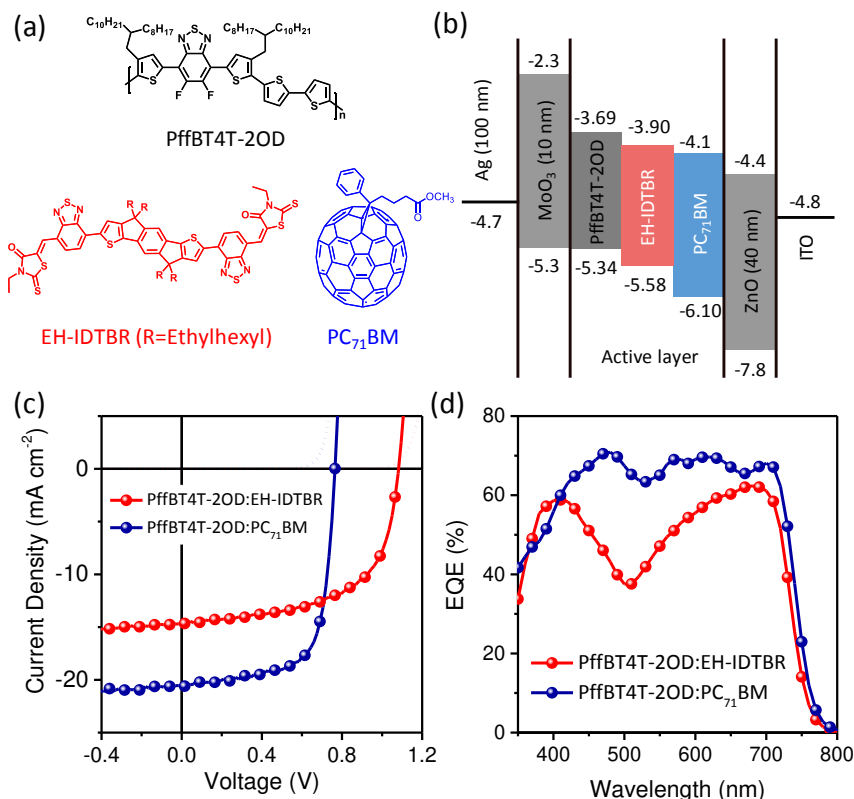 (a)
C₁₀H₂₁
C₈H₁₇
C₈H₁₇
C₁₀H₂₁
N S N
S
F F
S
S
S
n
PffBT4T-2OD
N S N
R R
S
S
R R
N S N
O
N
S
S
O
N
S
S
EH-IDTBR (R=Ethylhexyl)
O
OCH₃
PC₇₁BM
(b)
Ag (100 nm)
-4.7
-2.3
MoO₃ (10 nm)
-5.3
-3.69
PffBT4T-2OD
-5.34
-3.90
EH-IDTBR
-5.58
-4.1
PC₇₁BM
-6.10
-4.4
ZnO (40 nm)
-7.8
-4.8
ITO
Active layer
(c)
Current Density (mA cm⁻²)
0
-10
-20
PffBT4T-2OD:EH-IDTBR
PffBT4T-2OD:PC₇₁BM
-0.4 0.0 0.4 0.8 1.2
Voltage (V)
(d)
EQE (%)
80
60
40
20
0
PffBT4T-2OD:EH-IDTBR
PffBT4T-2OD:PC₇₁BM
400 500 600 700 800
Wavelength (nm)